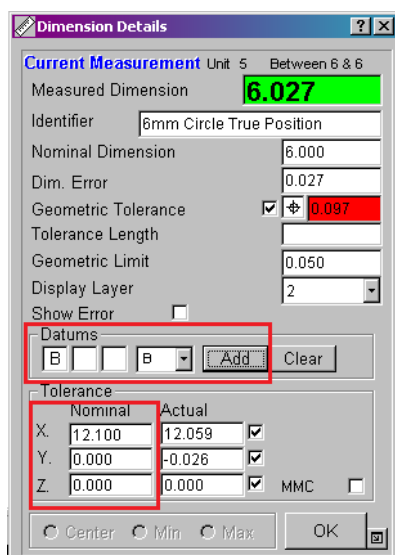 Dimension Details ? X
Current Measurement Unit 5 Between 6 & 6
Measured Dimension 6.027
Identifier 6mm Circle True Position
Nominal Dimension 6.000
Dim. Error 0.027
Geometric Tolerance 0.097
Tolerance Length
Geometric Limit 0.050
Display Layer 2
Show Error
Datums
B B Add Clear
Tolerance
Nominal Actual
X. 12.100 12.059
Y. 0.000 -0.026
Z. 0.000 0.000 MMC
Center Min Max OK